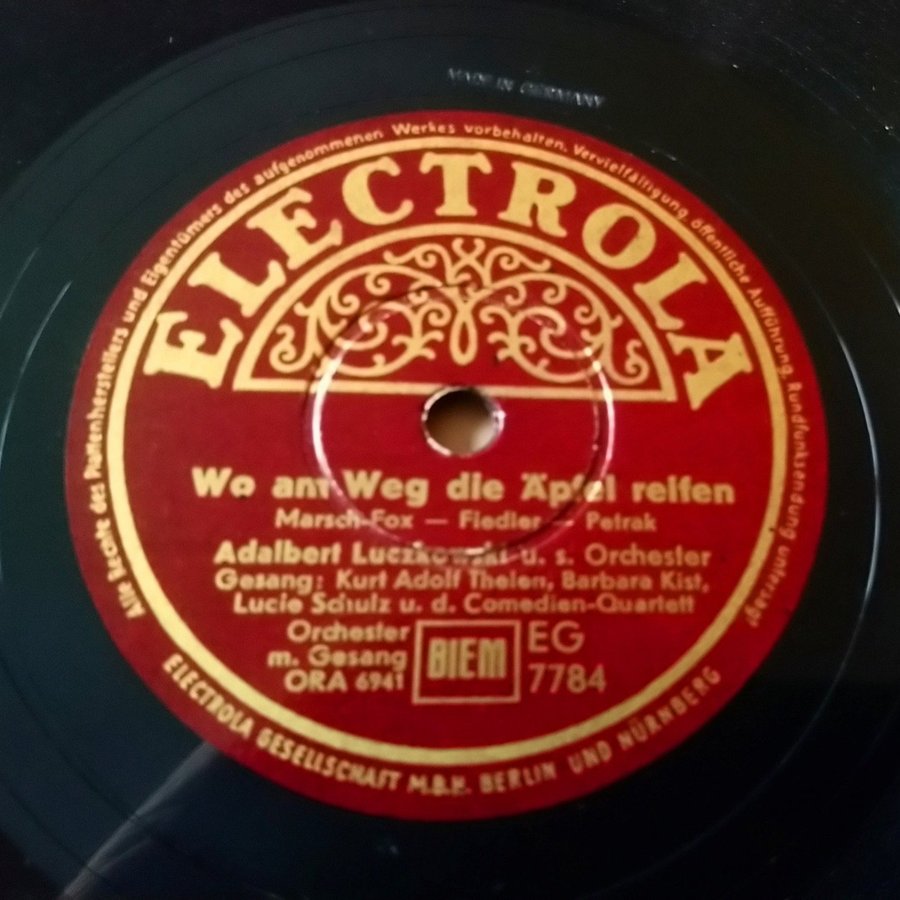 MADE IN GERMANY
Alle Rechte des Plattenherstellers und Eigentümers des aufgenommenen Werkes vorbehalten. Vervielfältigung, öffentliche Aufführung, Rundfunksendung untersagt
ELECTROLA
Wo am Weg die Äpfel reifen
Marsch-Fox — Fiedler — Petrak
Adalbert Luczkowski u. s. Orchester
Gesang: Kurt Adolf Thelen, Barbara Kist,
Lucie Schulz u. d. Comedien-Quartett
Orchester
m. Gesang
ORA 6941
BIEM
EG
7784
ELECTROLA GESELLSCHAFT M.B.H. BERLIN UND NÜRNBERG